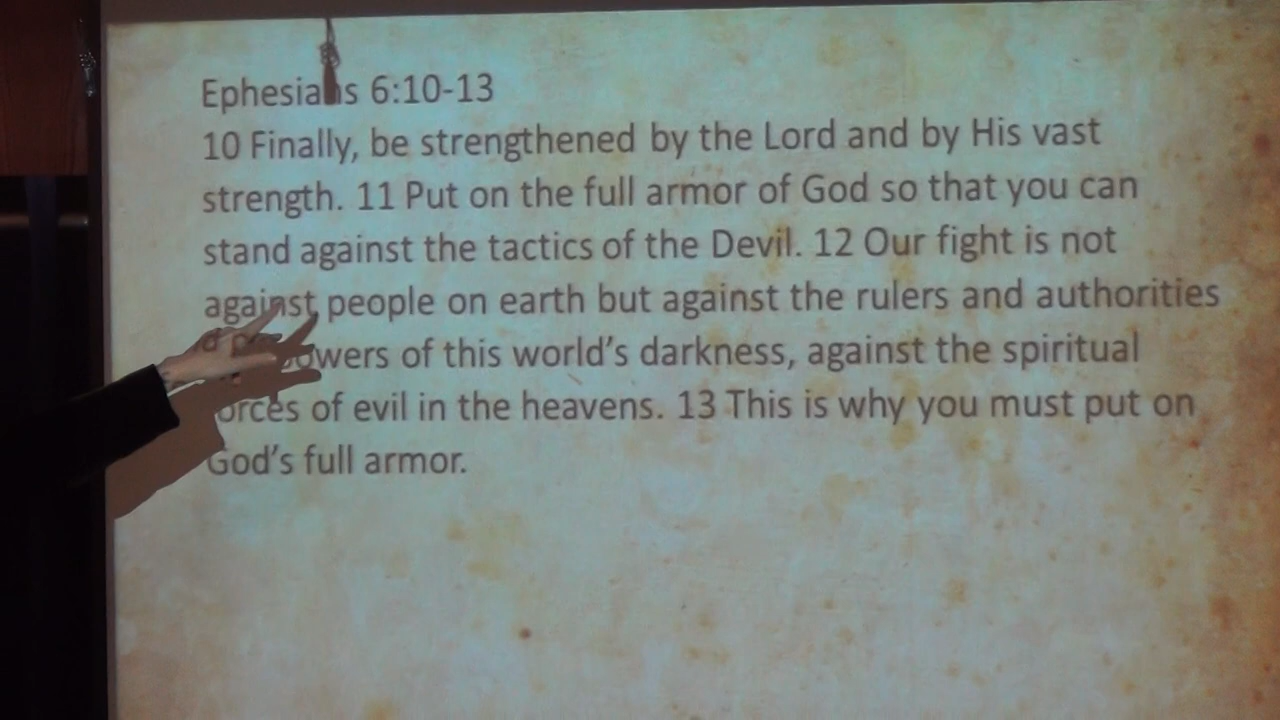 Ephesians 6:10-13
10 Finally, be strengthened by the Lord and by His vast
strength. 11 Put on the full armor of God so that you can
stand against the tactics of the Devil. 12 Our fight is not
against people on earth but against the rulers and authorities
powers of this world's darkness, against the spiritual
forces of evil in the heavens. 13 This is why you must put on
God's full armor.